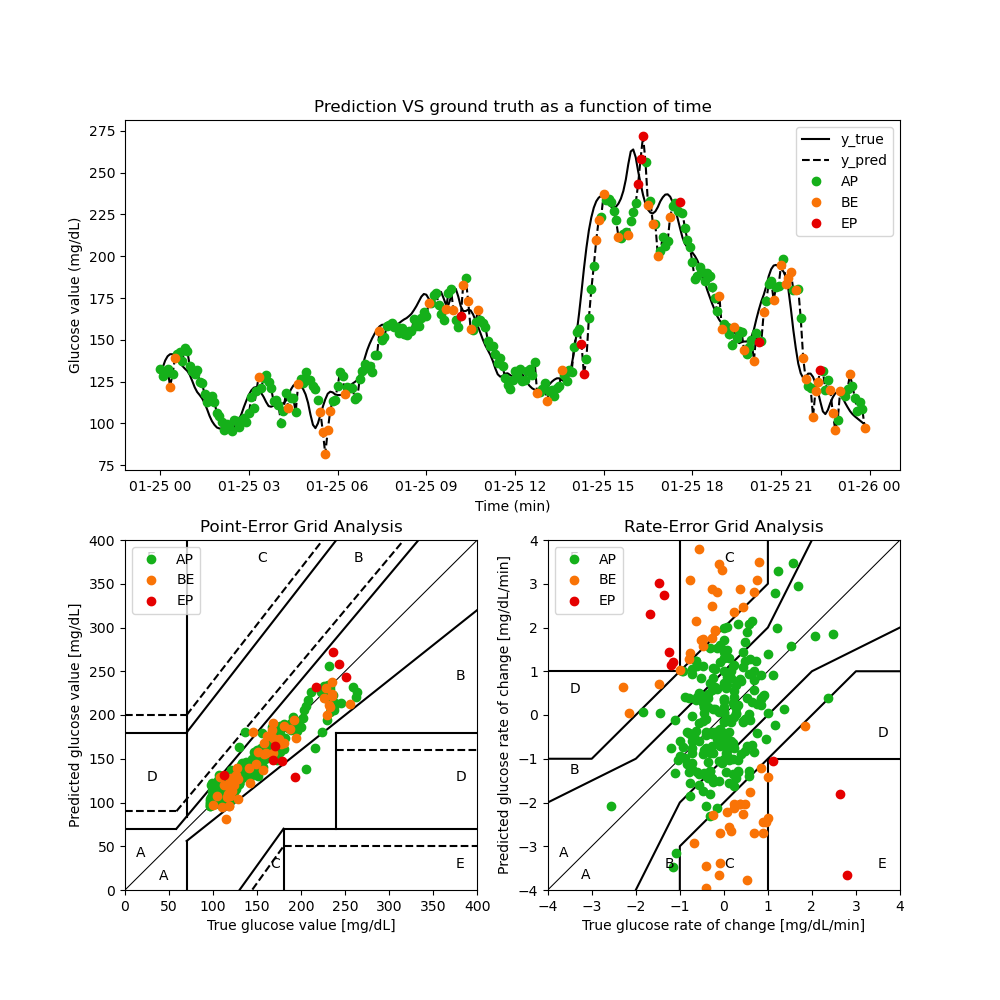 Prediction VS ground truth as a function of time
Glucose value (mg/dL)
275
250
225
200
175
150
125
100
75
y_true
y_pred
AP
BE
EP
01-25 00 01-25 03 01-25 06 01-25 09 01-25 12 01-25 15 01-25 18 01-25 21 01-26 00
Time (min)
Point-Error Grid Analysis
Predicted glucose value [mg/dL]
400
350
300
250
200
150
100
50
0
AP
BE
EP
C
B
B
D
D
A
A
C
E
0 50 100 150 200 250 300 350 400
True glucose value [mg/dL]
Rate-Error Grid Analysis
Predicted glucose rate of change [mg/dL/min]
4
3
2
1
0
−1
−2
−3
−4
AP
BE
EP
C
D
D
B
A
A
B
C
E
−4 −3 −2 −1 0 1 2 3 4
True glucose rate of change [mg/dL/min]